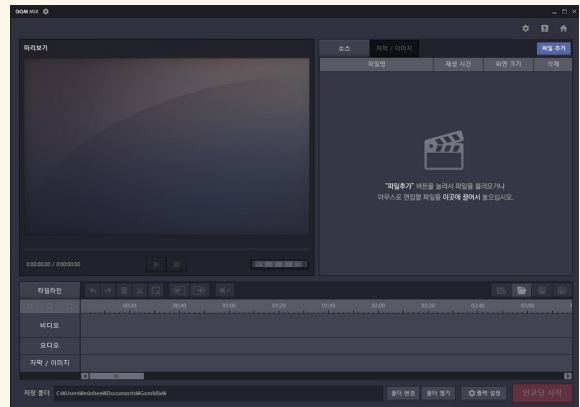 GOM MIX
미리보기
소스 자막 / 이미지 파일 추가
파일명 재생 시간 화면 크기 삭제
"파일추가" 버튼을 눌러서 파일을 불러오거나
마우스로 편집할 파일을 이곳에 끌어서 놓으십시오.
0:00:00.00 / 0:00:00.00
타임라인
00:20 00:40 01:00 01:20 01:40 02:00 02:20 02:40 03:00
비디오
오디오
자막 / 이미지
저장 폴더 C:₩Users₩minhee₩Documents₩GomMix₩ 폴더 변경 폴더 열기 출력 설정 인코딩 시작